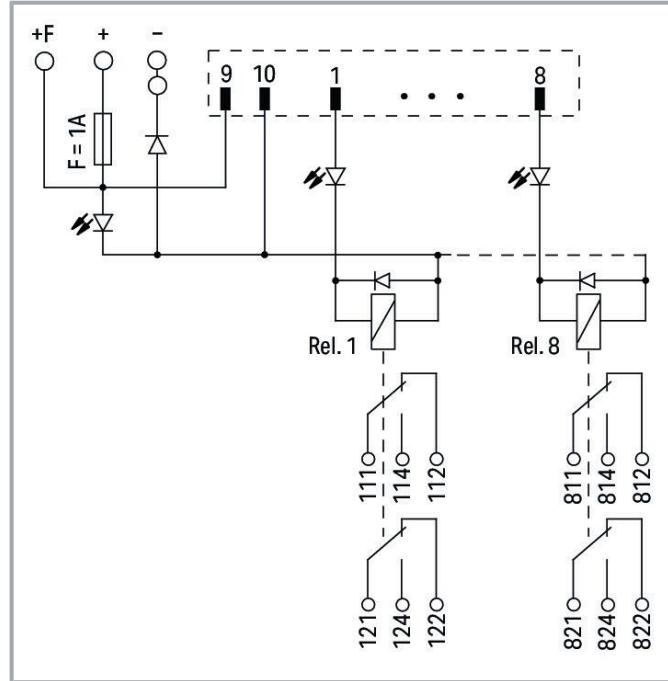 +F + –
9 10 1 • • • 8
F = 1A
Rel. 1 Rel. 8
111 114 112 811 814 812
121 124 122 821 824 822